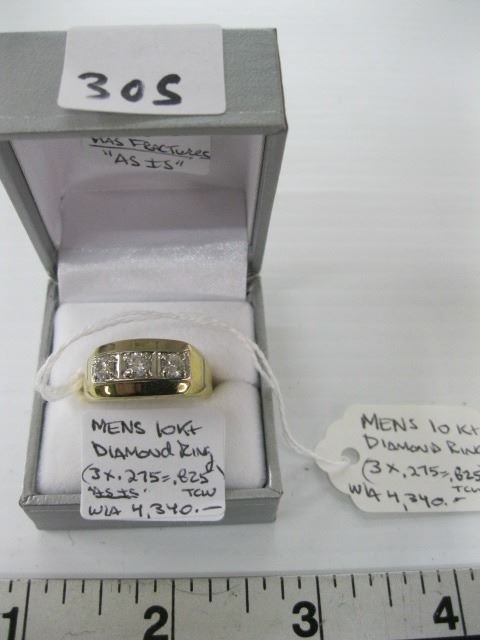 305
HAS FRACTURES
"AS IS"
MENS 10Kt
DIAMOND RING
(3x.275=.825)
"AS IS" TCW
W/A 4,340.-
MENS 10Kt
DIAMOND RING
(3x.275=.825
TCW
W/A 4,340.-
1 2 3 4